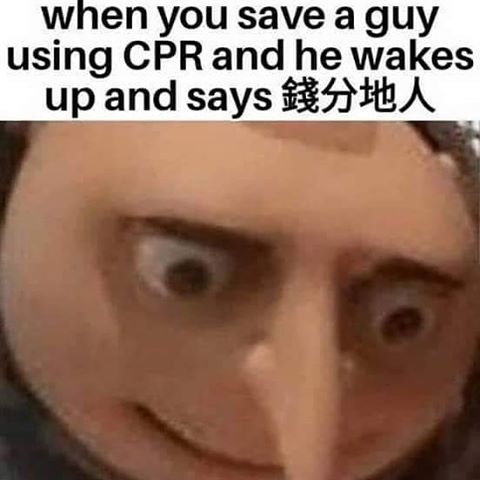 when you save a guy
using CPR and he wakes
up and says 錢分地人